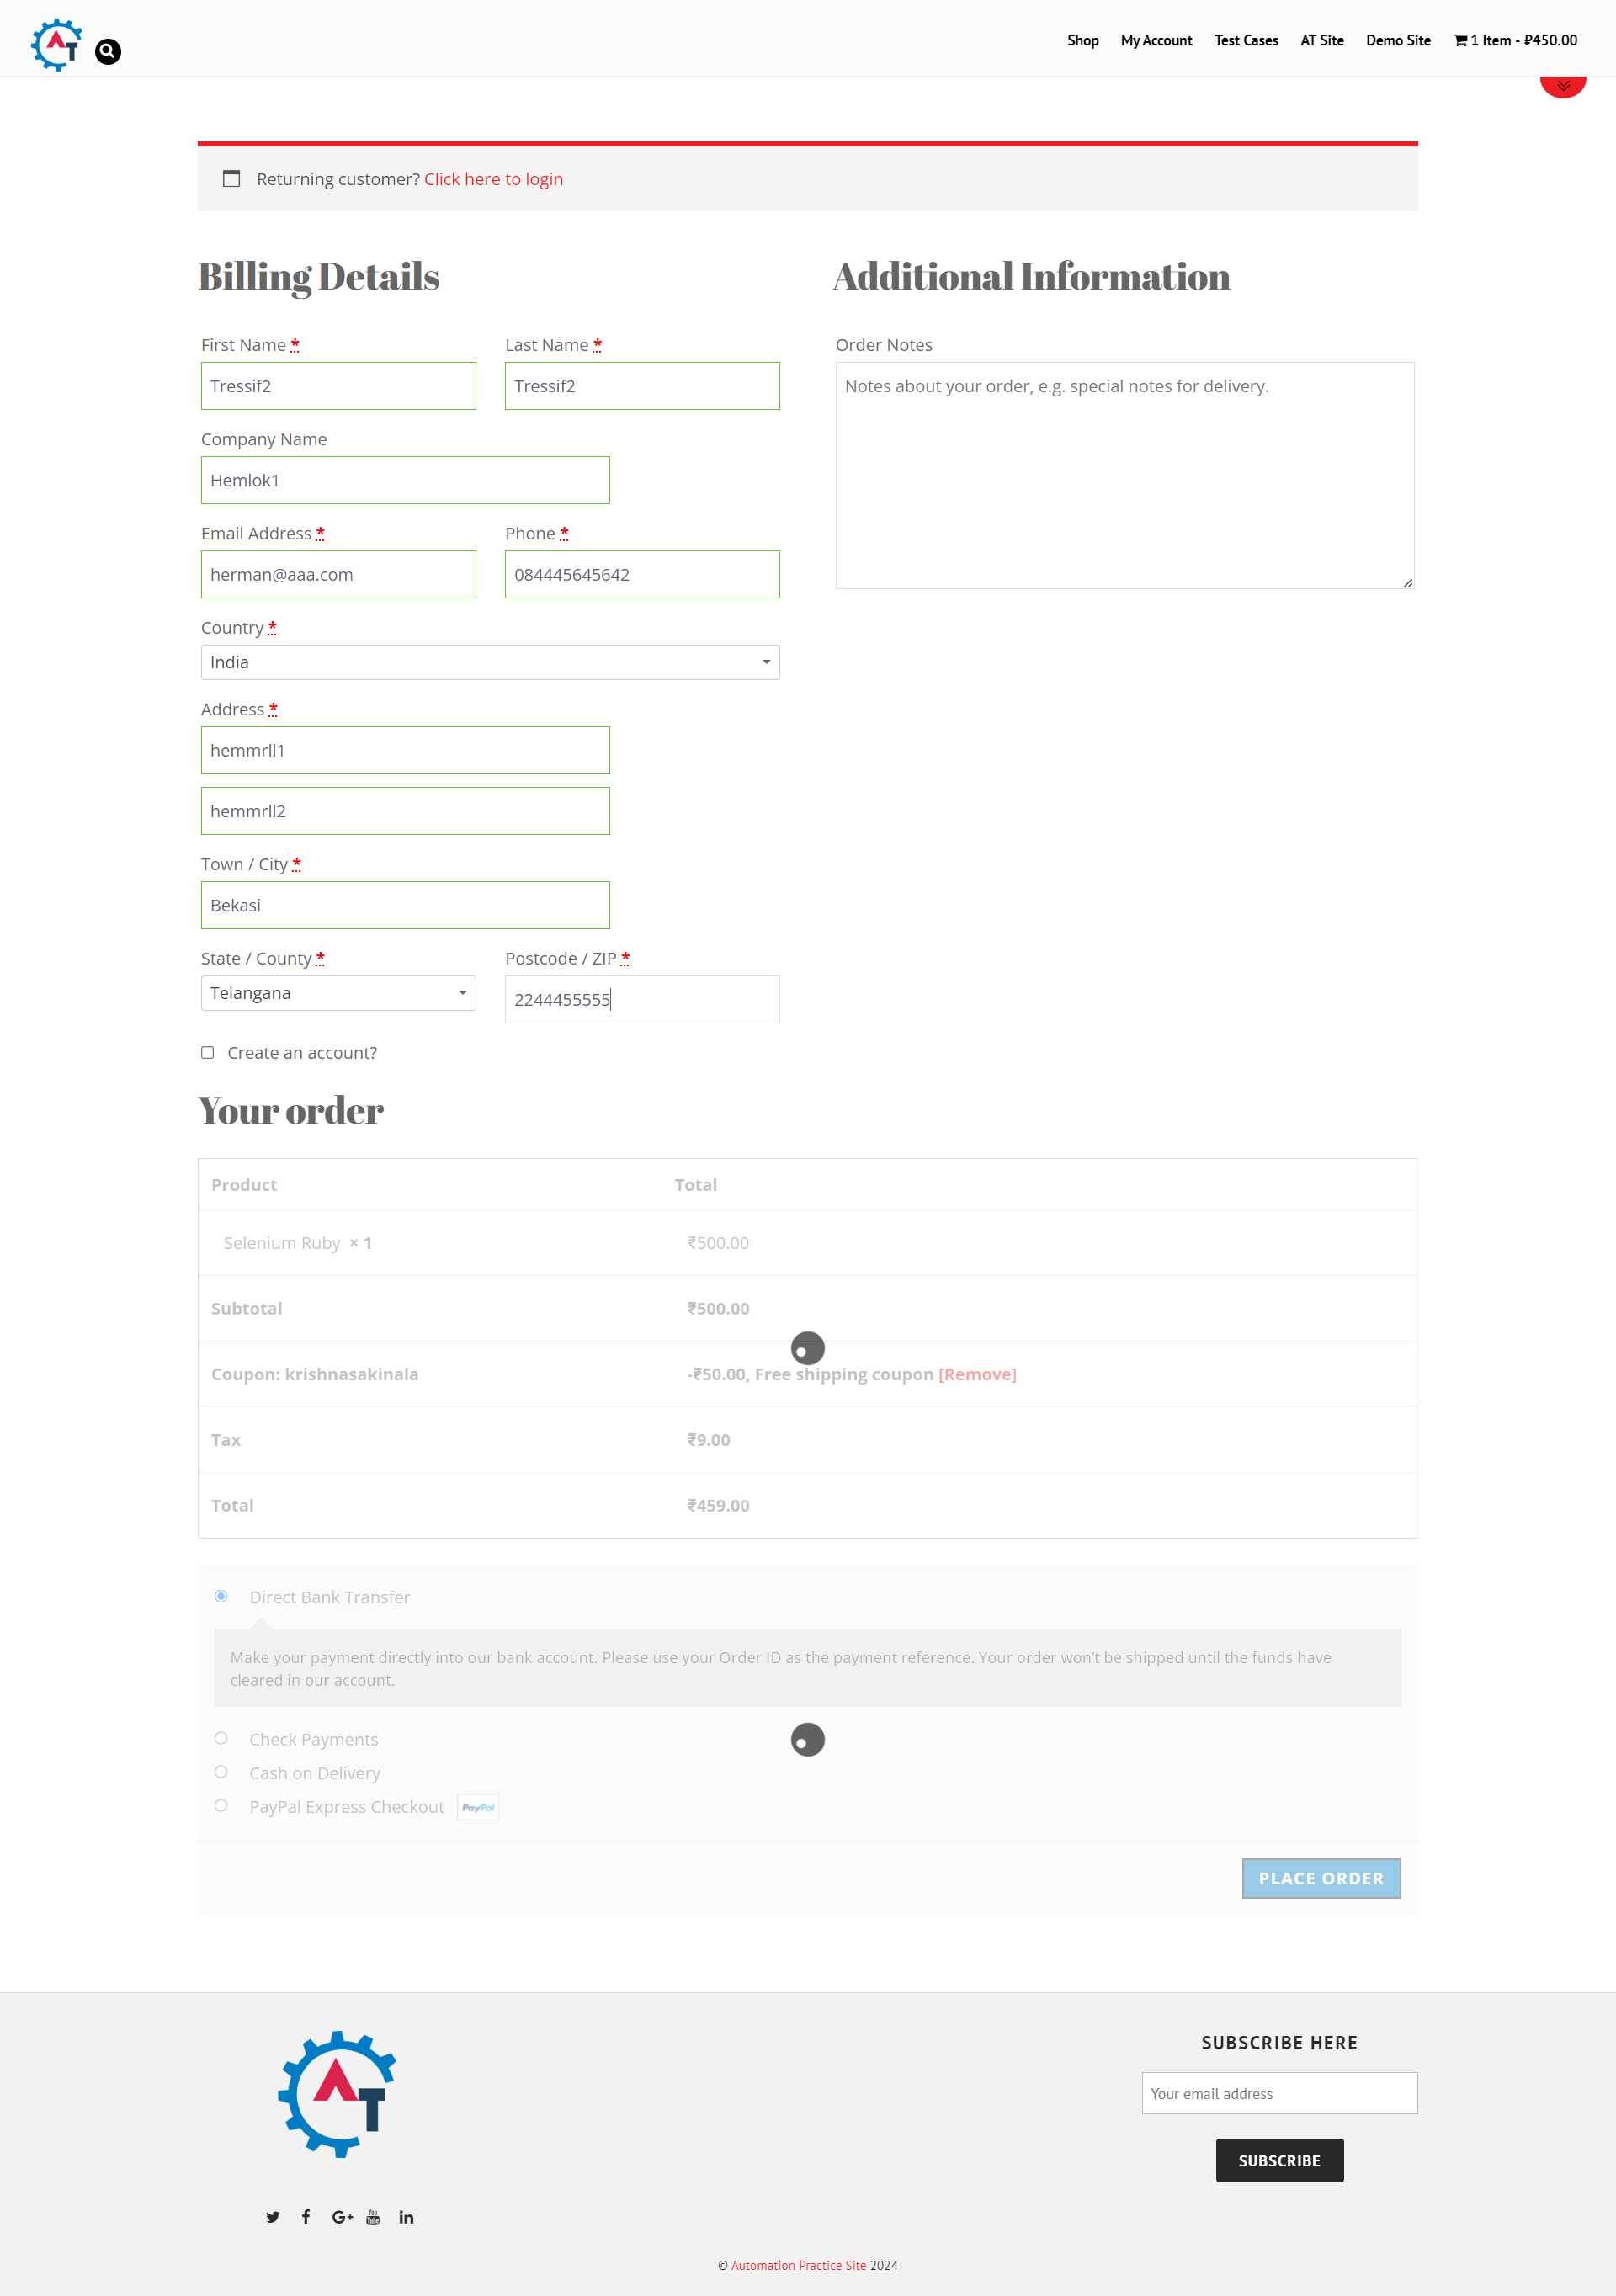 AT
Shop My Account Test Cases AT Site Demo Site 1 Item - ₽450.00
Returning customer? Click here to login
Billing Details
First Name *
Last Name *
Tressif2
Tressif2
Company Name
Hemlok1
Email Address *
Phone *
herman@aaa.com
084445645642
Country *
India
Address *
hemmrll1
hemmrll2
Town / City *
Bekasi
State / County *
Postcode / ZIP *
Telangana
2244455555
Create an account?
Additional Information
Order Notes
Notes about your order, e.g. special notes for delivery.
Your order
Product Total
Selenium Ruby × 1 ₹500.00
Subtotal ₹500.00
Coupon: krishnasakinala -₹50.00, Free shipping coupon [Remove]
Tax ₹9.00
Total ₹459.00
Direct Bank Transfer
Make your payment directly into our bank account. Please use your Order ID as the payment reference. Your order won't be shipped until the funds have
cleared in our account.
Check Payments
Cash on Delivery
PayPal Express Checkout PayPal
PLACE ORDER
AT
SUBSCRIBE HERE
Your email address
SUBSCRIBE
G+ You Tube in
© Automation Practice Site 2024